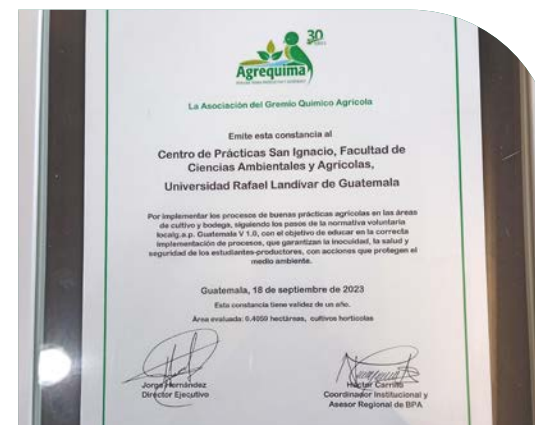 30
Agrequima
La Asociación del Gremio Químico Agrícola
Emite esta constancia al
Centro de Prácticas San Ignacio, Facultad de
Ciencias Ambientales y Agrícolas,
Universidad Rafael Landívar de Guatemala
Por implementar los procesos de buenas prácticas agrícolas en las áreas
de cultivo y bodega, siguiendo los pasos de la normativa voluntaria
localg.a.p. Guatemala V 1.0, con el objetivo de educar en la correcta
implementación de procesos, que garantizan la inocuidad, la salud y
seguridad de los estudiantes-productores, con acciones que protegen el
medio ambiente.
Guatemala, 18 de septiembre de 2023
Esta constancia tiene validez de un año.
Área evaluada: 0.4050 hectáreas, cultivos hortícolas
Jorge Hernández
Director Ejecutivo
Héctor Carrillo
Coordinador Institucional y
Asesor Regional de BPA